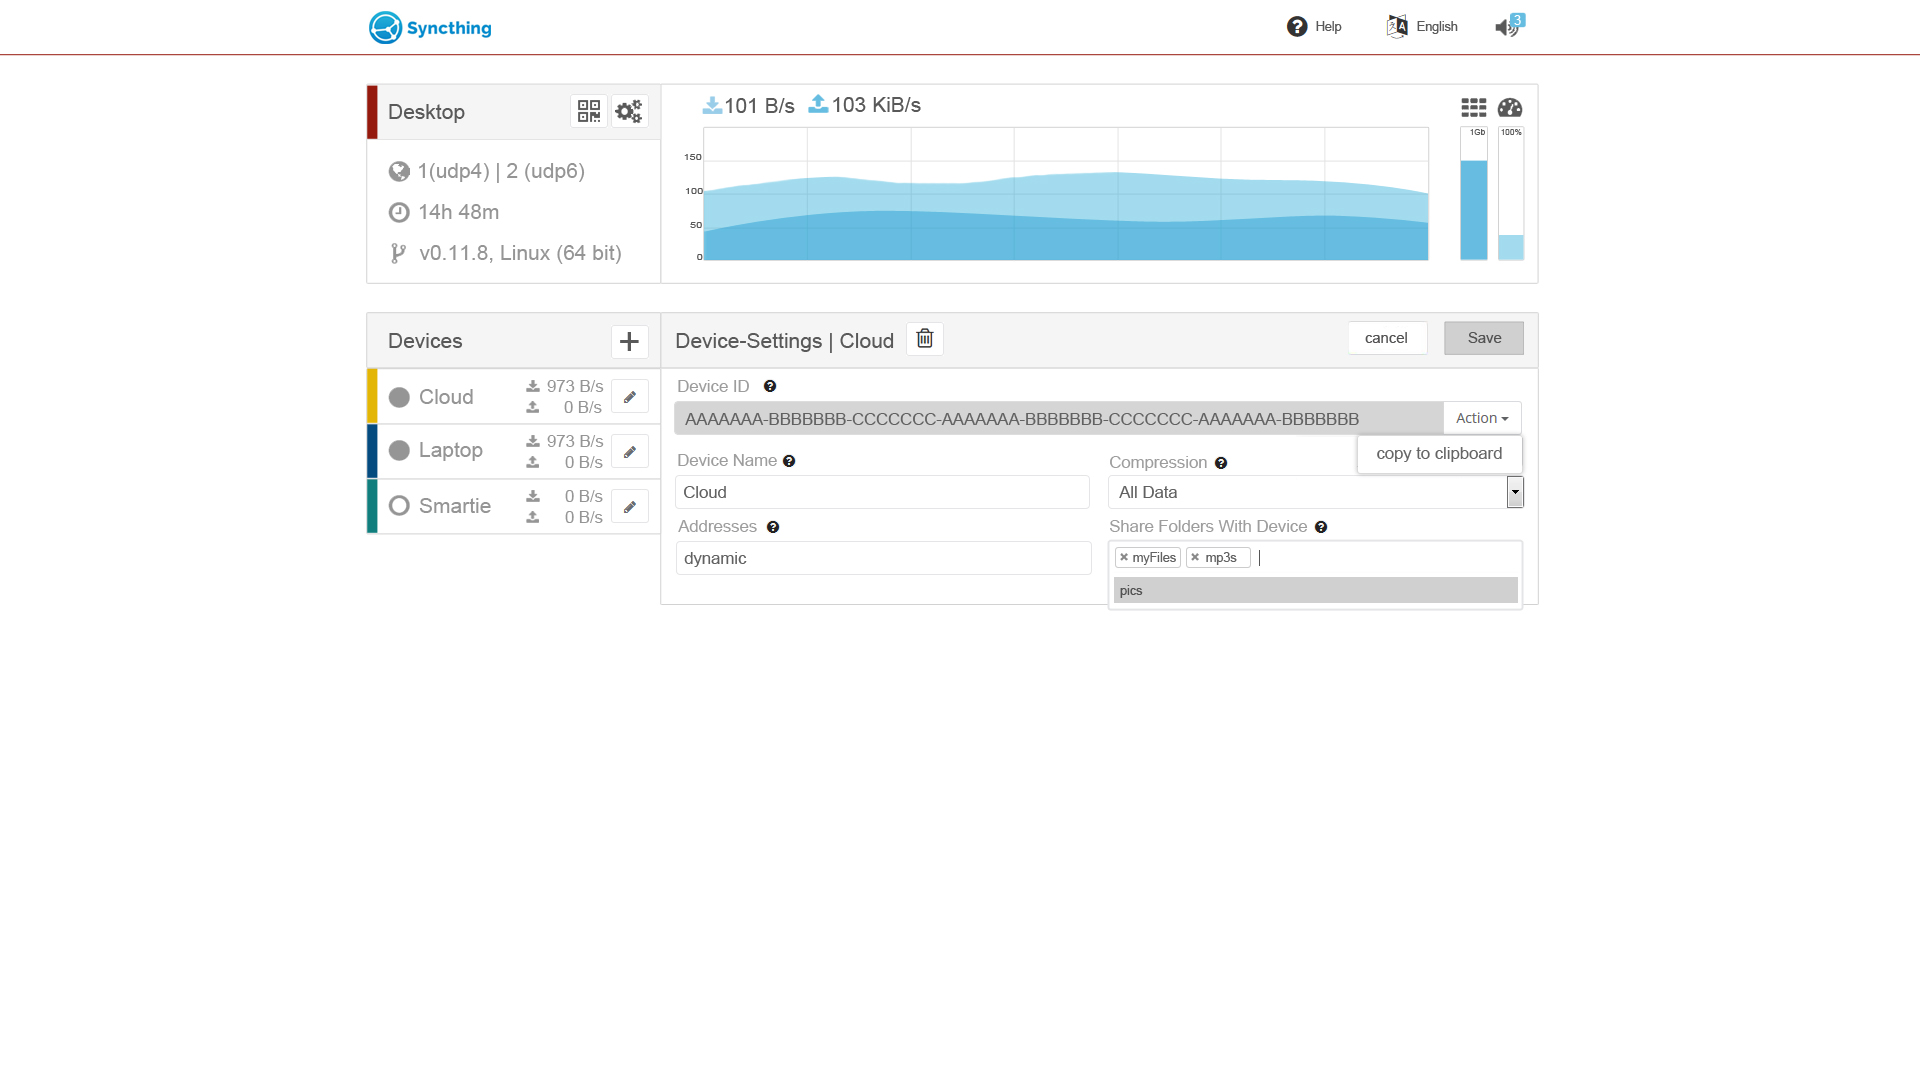 Syncthing
Help
English
3
Desktop
1(udp4) | 2 (udp6)
14h 48m
v0.11.8, Linux (64 bit)
101 B/s 103 KiB/s
150
100
50
0
1Gb 100%
Devices
Cloud 973 B/s
0 B/s
Laptop 973 B/s
0 B/s
Smartie 0 B/s
0 B/s
Device-Settings | Cloud
cancel Save
Device ID
AAAAAAA-BBBBBBB-CCCCCCC-AAAAAAA-BBBBBBB-CCCCCCC-AAAAAAA-BBBBBBB
Action
copy to clipboard
Device Name
Cloud
Compression
All Data
Addresses
dynamic
Share Folders With Device
myFiles mp3s
pics